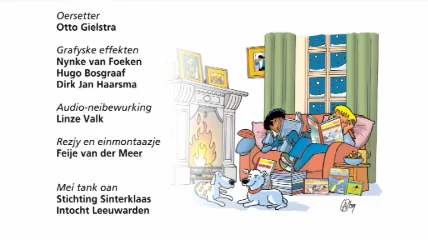 Oersetter
Otto Gielstra
Grafyske effekten
Nynke van Foeken
Hugo Bosgraaf
Dirk Jan Haarsma
Audio-neibewurking
Linze Valk
Rezjy en einmontaazje
Feije van der Meer
Mei tank oan
Stichting Sinterklaas
Intocht Leeuwarden